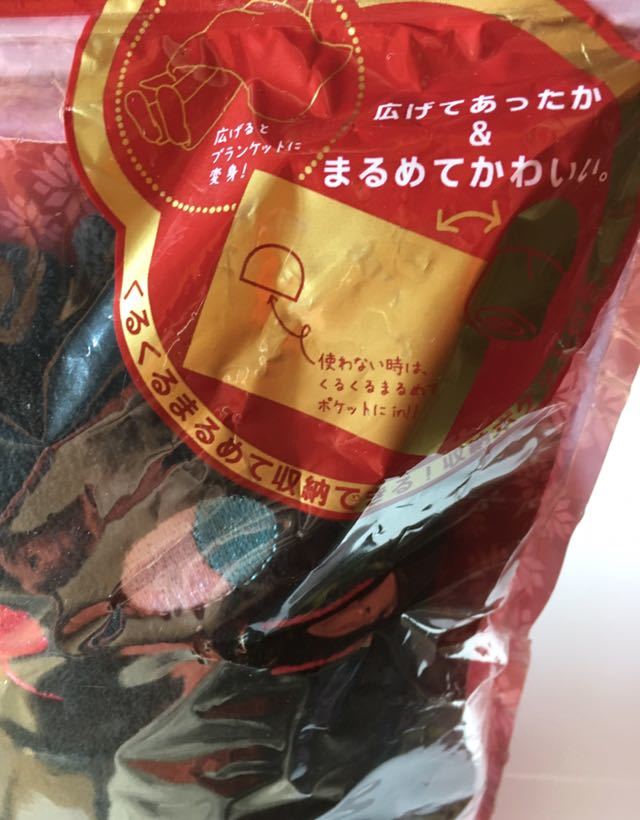 広げてあったか
&
まるめてかわいい。
広げると
ブランケットに
変身!
使わない時は、
くるくるまるめて
ポケットにin!!
くるくるまるめて収納できる!収納